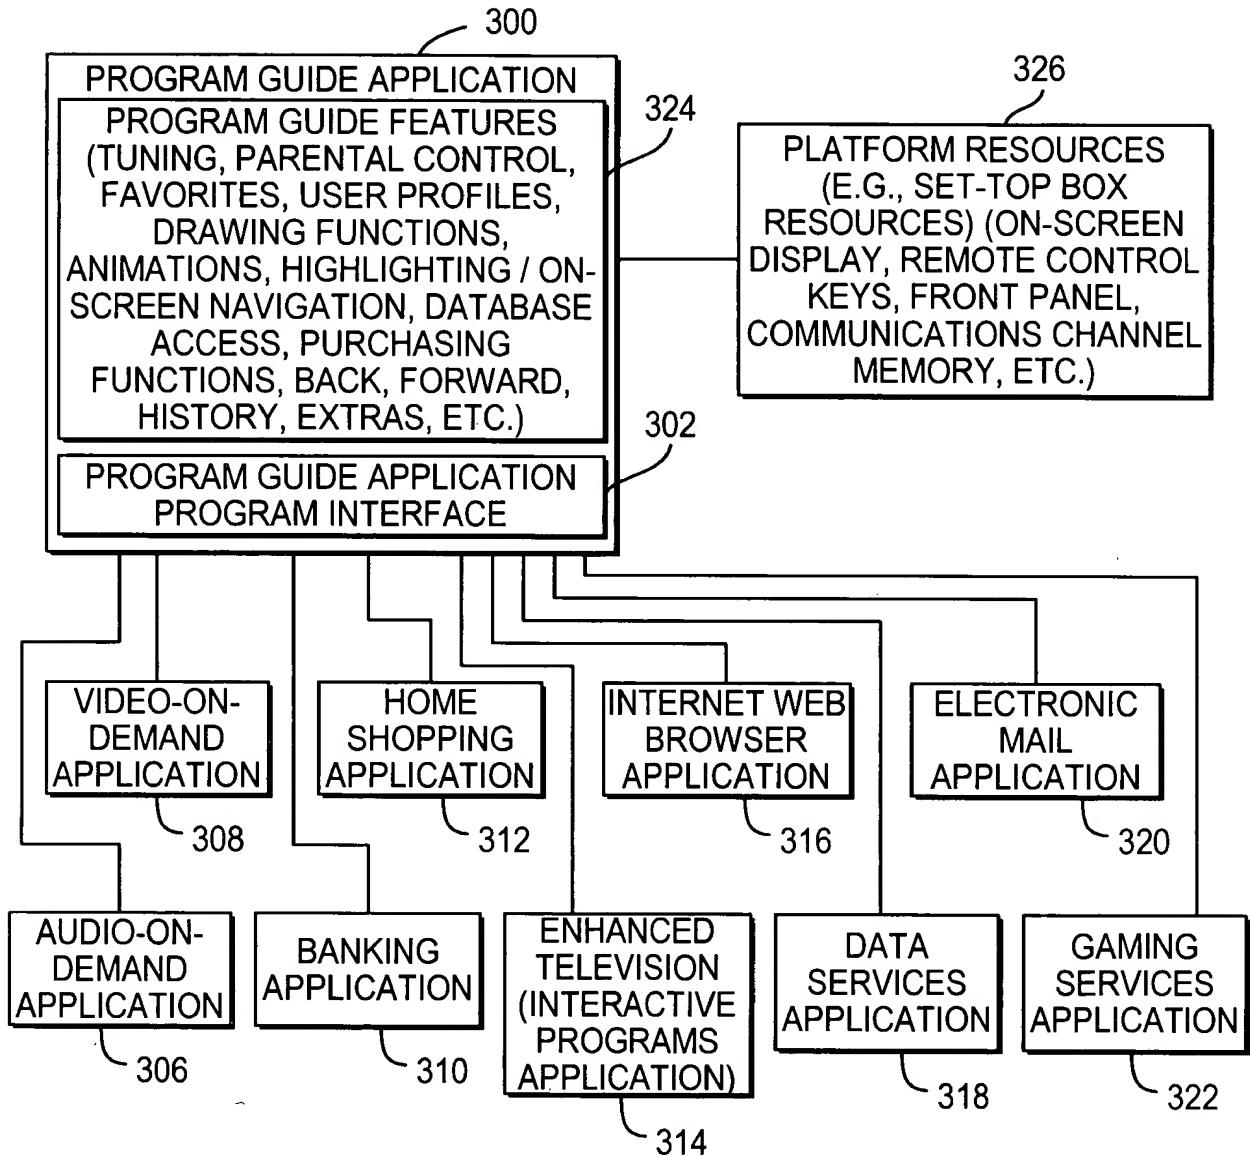 300
PROGRAM GUIDE APPLICATION
324
PROGRAM GUIDE FEATURES
(TUNING, PARENTAL CONTROL,
FAVORITES, USER PROFILES,
DRAWING FUNCTIONS,
ANIMATIONS, HIGHLIGHTING / ON-
SCREEN NAVIGATION, DATABASE
ACCESS, PURCHASING
FUNCTIONS, BACK, FORWARD,
HISTORY, EXTRAS, ETC.)
326
PLATFORM RESOURCES
(E.G., SET-TOP BOX
RESOURCES) (ON-SCREEN
DISPLAY, REMOTE CONTROL
KEYS, FRONT PANEL,
COMMUNICATIONS CHANNEL
MEMORY, ETC.)
302
PROGRAM GUIDE APPLICATION
PROGRAM INTERFACE
VIDEO-ON-
DEMAND
APPLICATION
308
HOME
SHOPPING
APPLICATION
312
INTERNET WEB
BROWSER
APPLICATION
316
ELECTRONIC
MAIL
APPLICATION
320
AUDIO-ON-
DEMAND
APPLICATION
306
BANKING
APPLICATION
310
ENHANCED
TELEVISION
(INTERACTIVE
PROGRAMS
APPLICATION)
314
DATA
SERVICES
APPLICATION
318
GAMING
SERVICES
APPLICATION
322